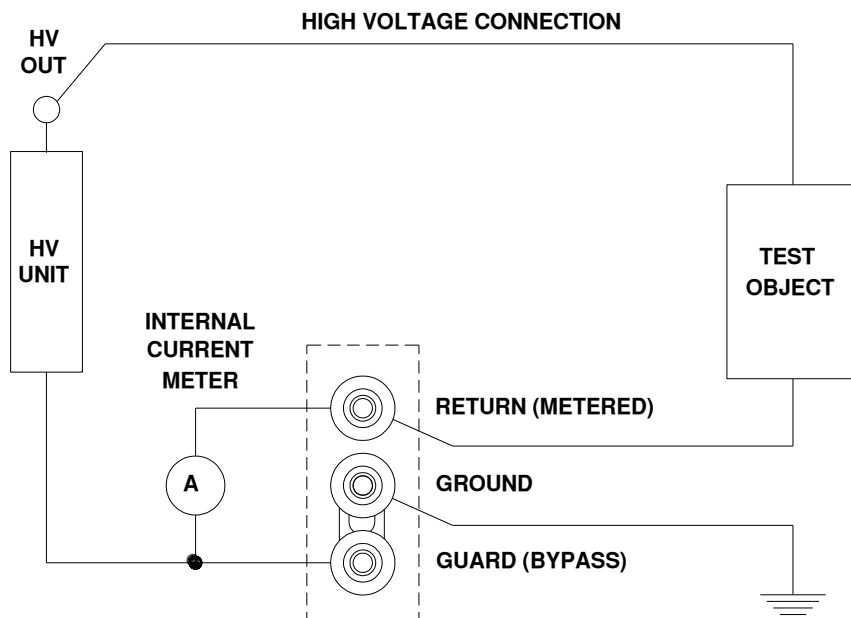 HIGH VOLTAGE CONNECTION
HV
OUT
HV
UNIT
TEST
OBJECT
INTERNAL
CURRENT
METER
RETURN (METERED)
A
GROUND
GUARD (BYPASS)